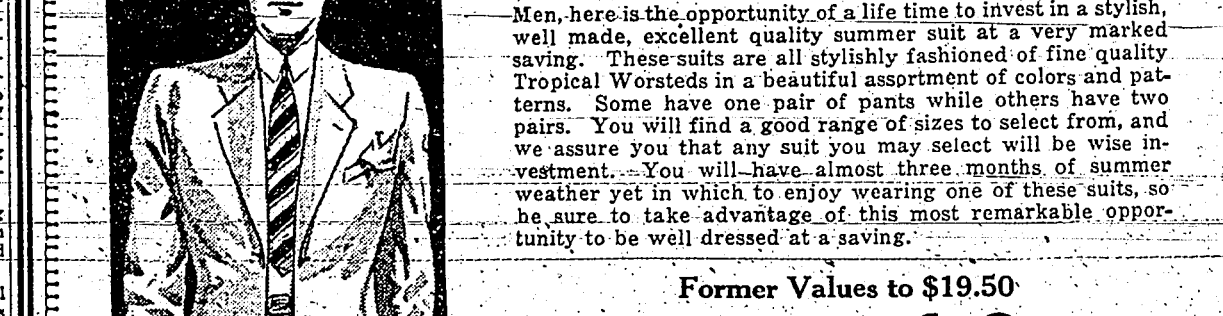 Men, here is the opportunity of a life time to invest in a stylish,
well made, excellent quality summer suit at a very marked
saving. These suits are all stylishly fashioned of fine quality
Tropical Worsteds in a beautiful assortment of colors and pat-
terns. Some have one pair of pants while others have two
pairs. You will find a good range of sizes to select from, and
we assure you that any suit you may select will be wise in-
vestment. You will have almost three months of summer
weather yet in which to enjoy wearing one of these suits, so
be sure to take advantage of this most remarkable oppor-
tunity to be well dressed at a saving.
Former Values to $19.50